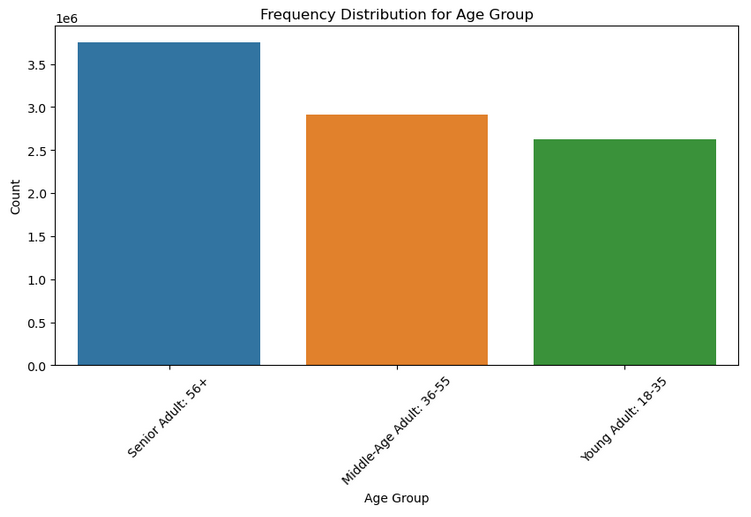 Frequency Distribution for Age Group
1e6
3.5
3.0
2.5
2.0
1.5
1.0
0.5
0.0
Count
Senior Adult: 56+
Middle-Age Adult: 36-55
Young Adult: 18-35
Age Group